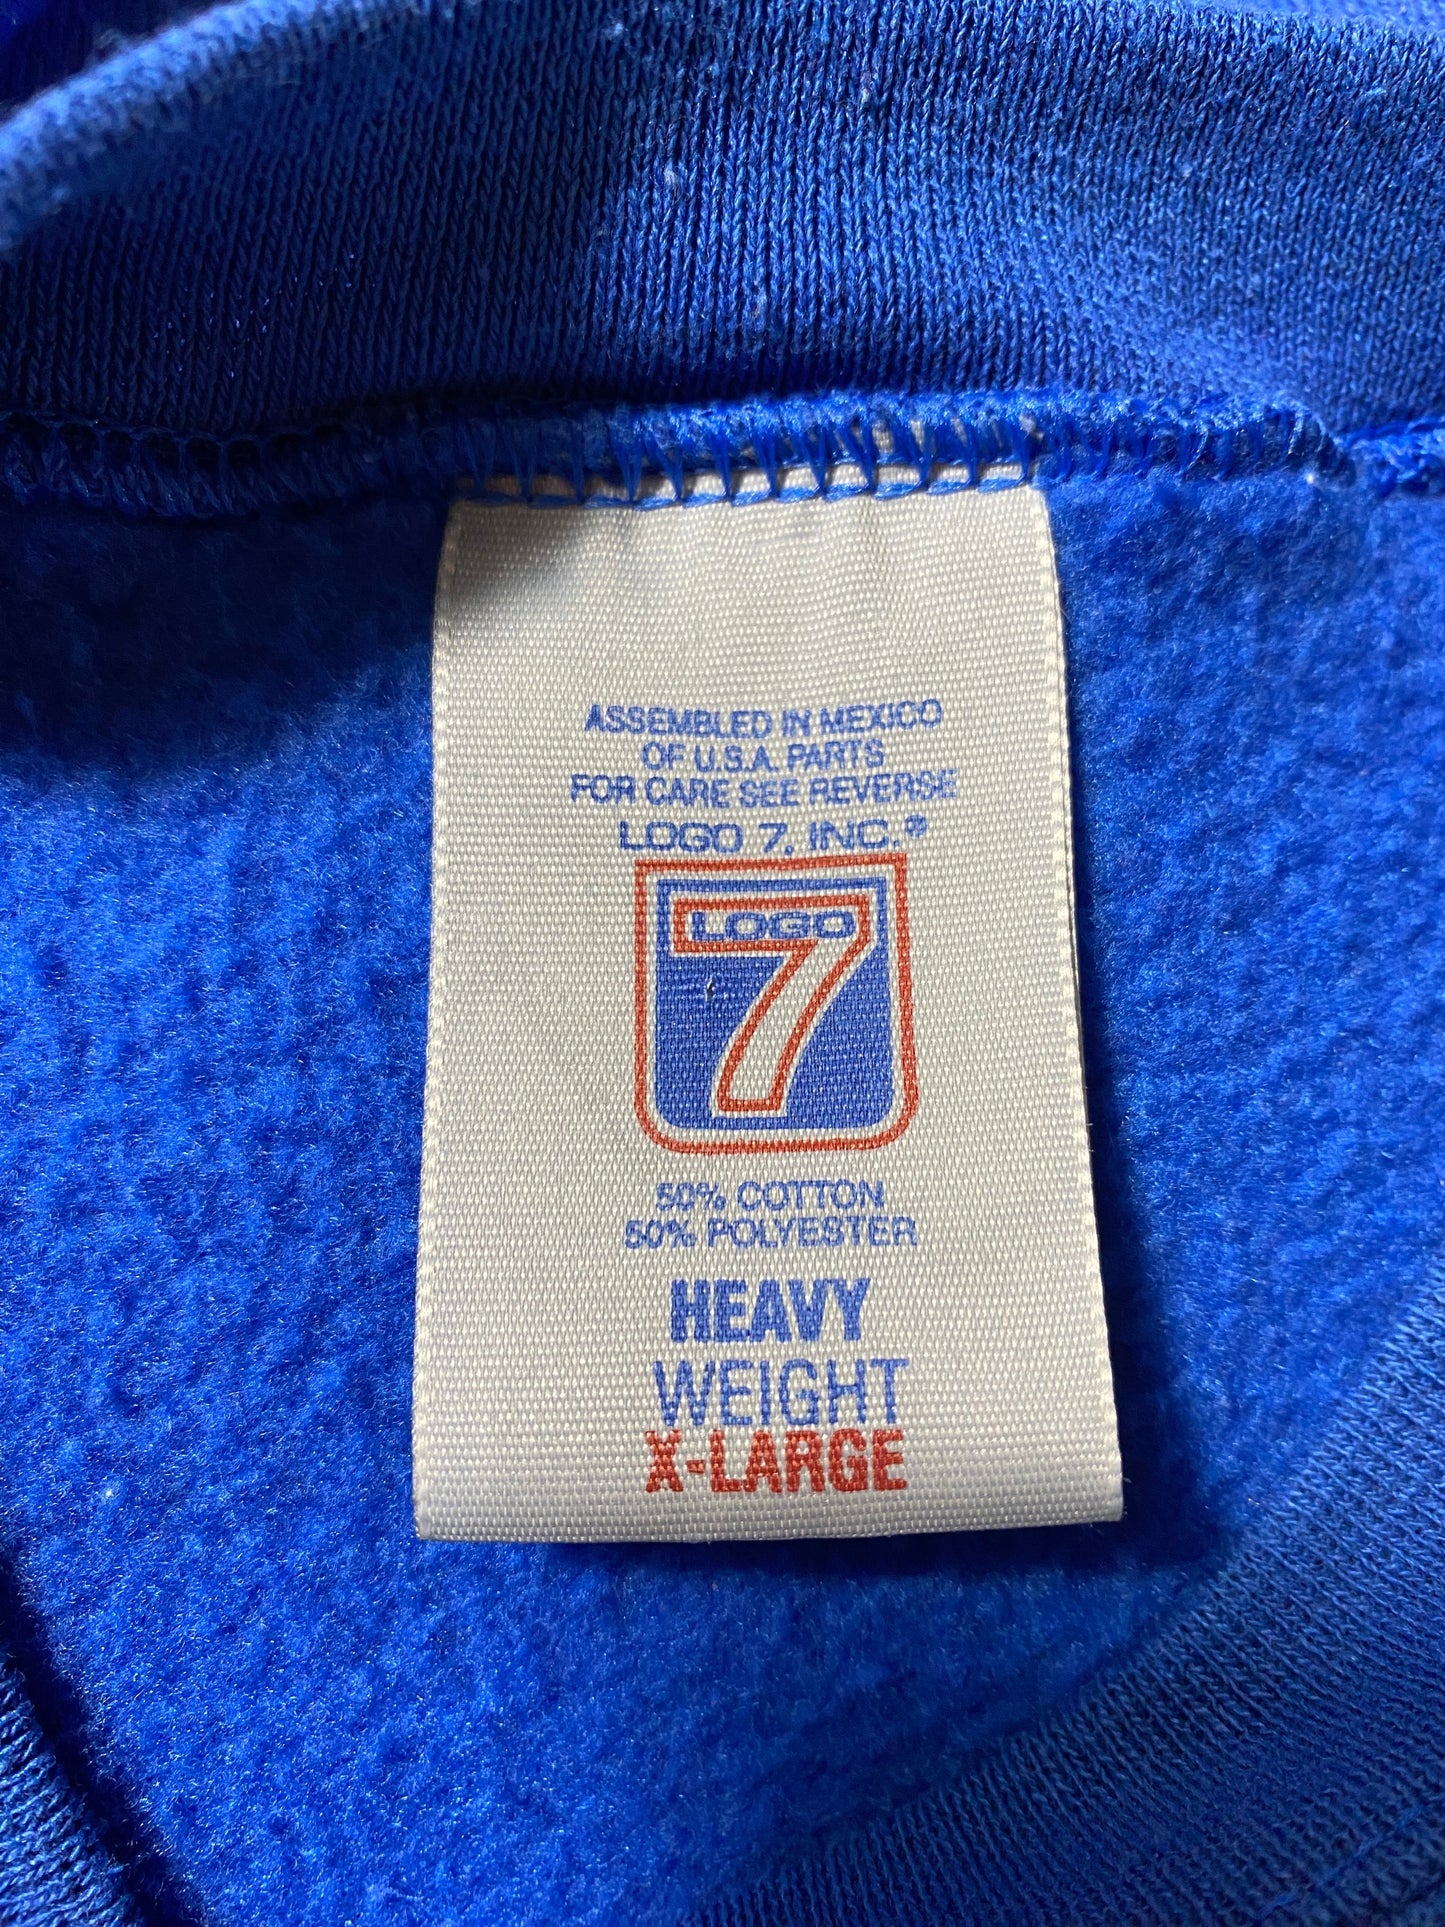 ASSEMBLED IN MEXICO
OF U.S.A. PARTS
FOR CARE SEE REVERSE
LOGO 7, INC.®
LOGO
7
50% COTTON
50% POLYESTER
HEAVY
WEIGHT
X-LARGE